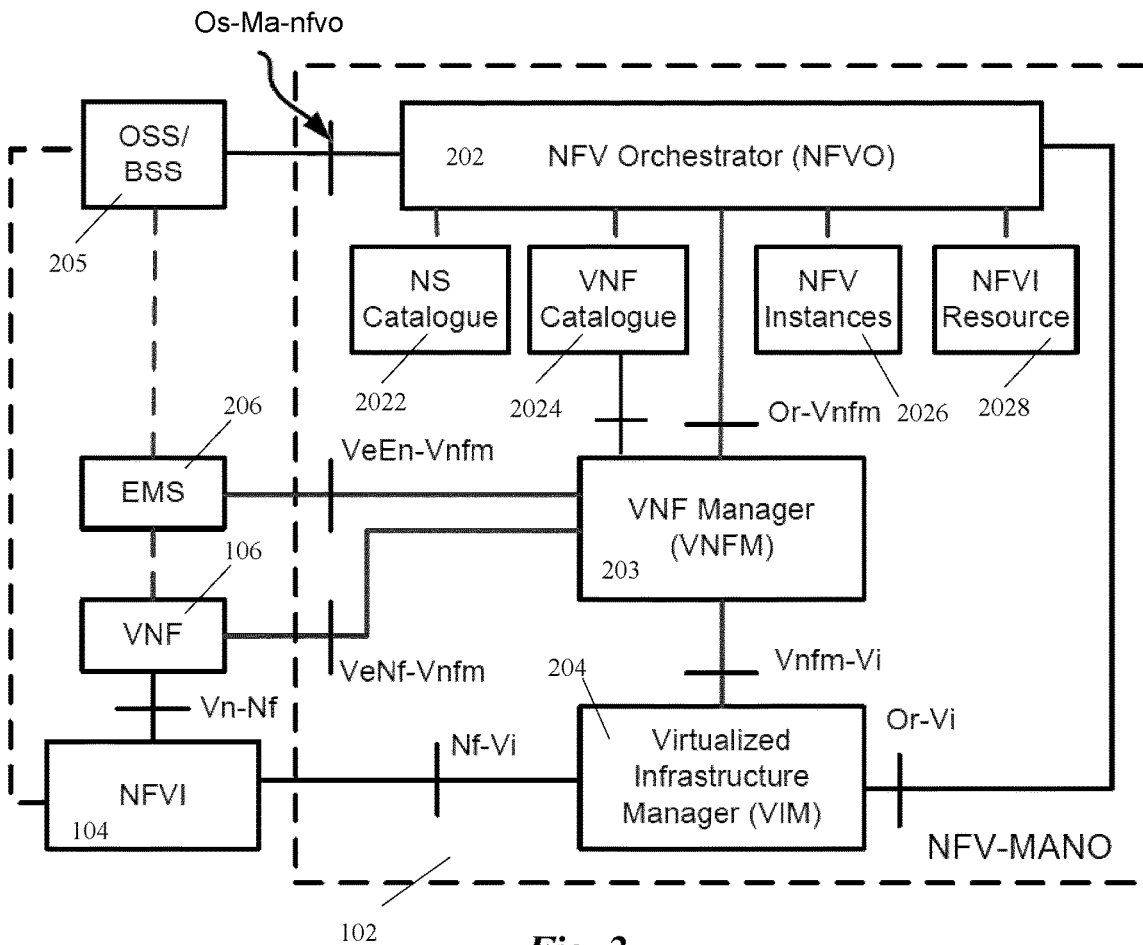 Os-Ma-nfvo
OSS/
BSS
205
202
NFV Orchestrator (NFVO)
NS
Catalogue
2022
VNF
Catalogue
2024
NFV
Instances
2026
NFVI
Resource
2028
Or-Vnfm
206
EMS
VeEn-Vnfm
VNF Manager
(VNFM)
203
106
VNF
VeNf-Vnfm
Vnfm-Vi
Vn-Nf
204
Nf-Vi
Virtualized
Infrastructure
Manager (VIM)
Or-Vi
NFVI
104
NFV-MANO
102